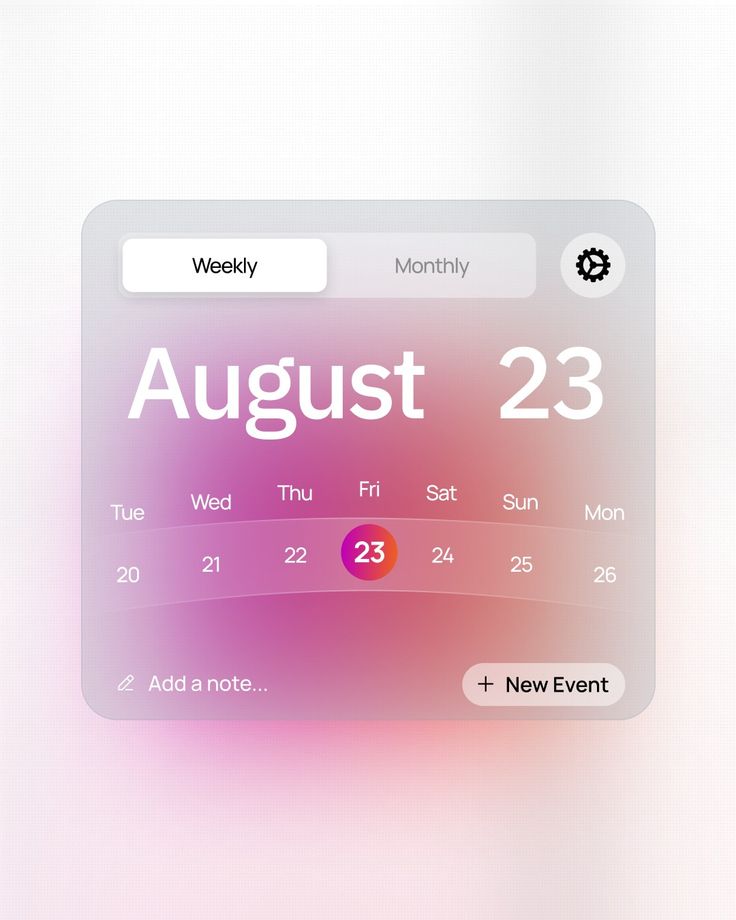 Weekly Monthly
August 23
Tue Wed Thu Fri Sat Sun Mon
20 21 22 23 24 25 26
Add a note... + New Event